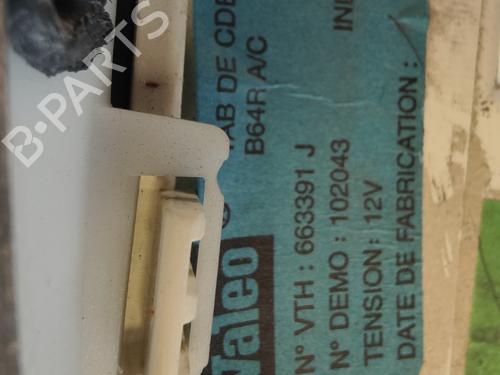 TAB DE CDE
B64R A/C
Valeo
N° VTH : 663391 J
N° DEMO : 102043
TENSION: 12V
DATE DE FABRICATION :
B-PARTS